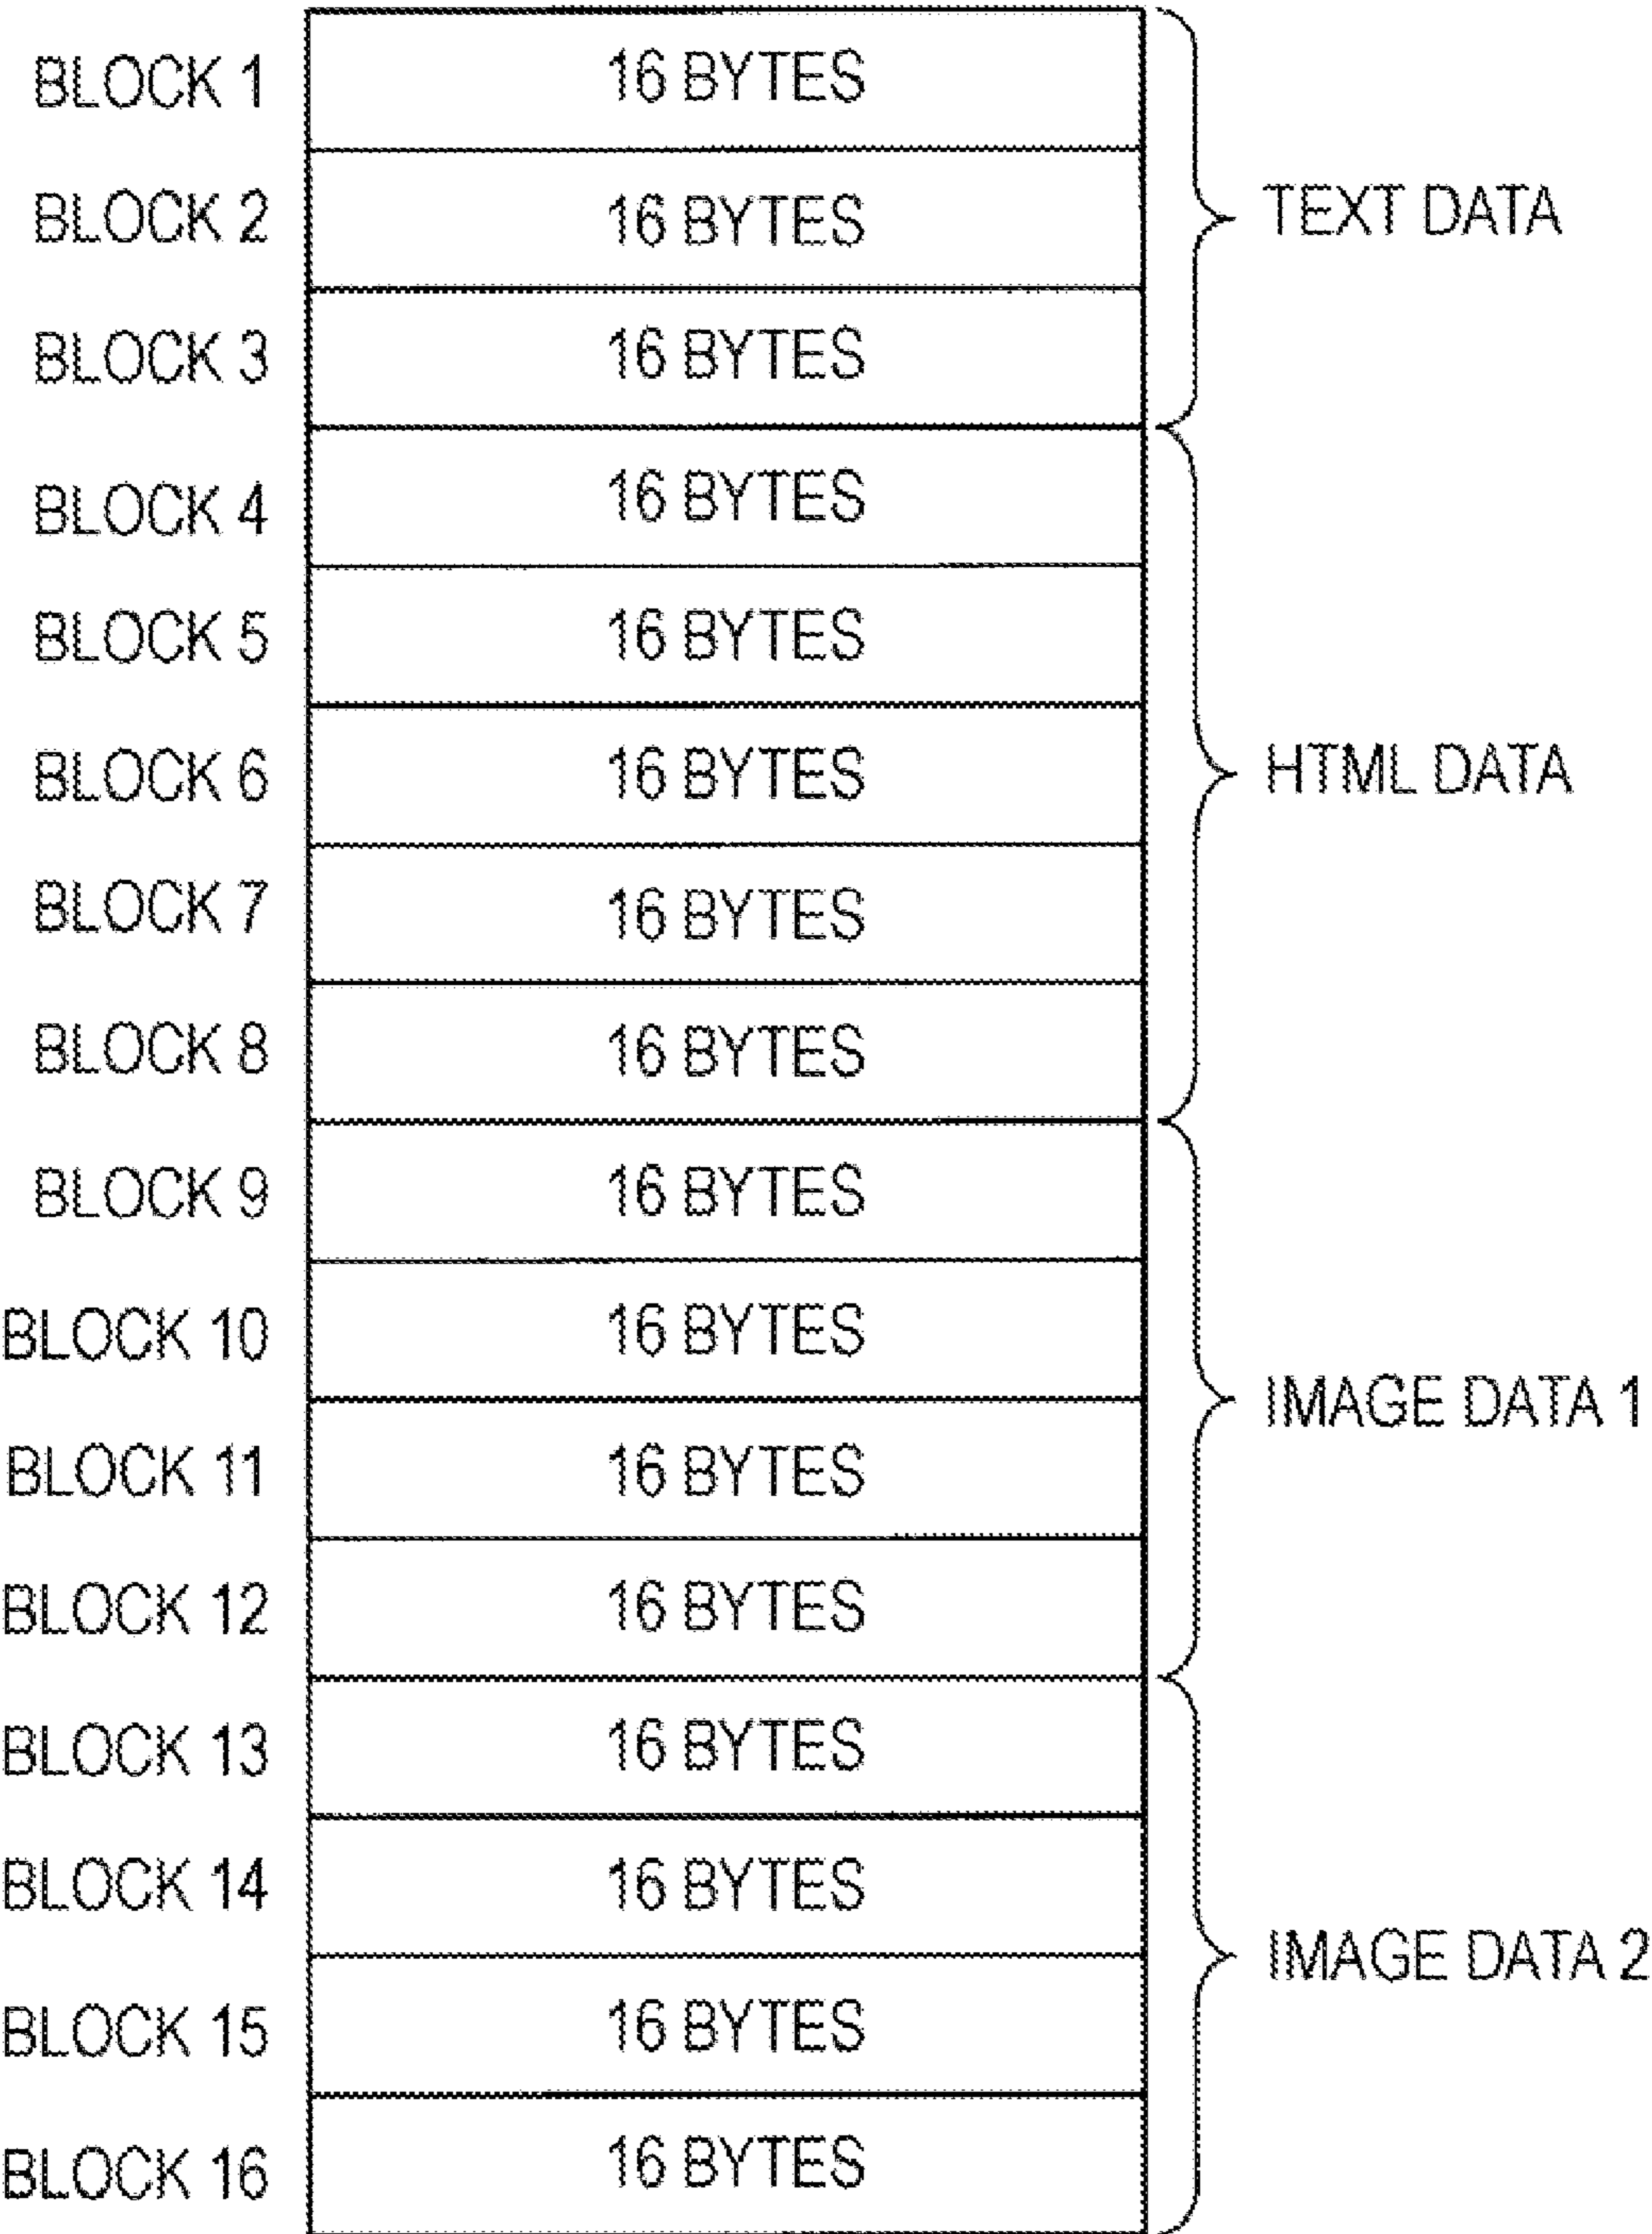 BLOCK 1 16 BYTES
BLOCK 2 16 BYTES TEXT DATA
BLOCK 3 16 BYTES
BLOCK 4 16 BYTES
BLOCK 5 16 BYTES
BLOCK 6 16 BYTES HTML DATA
BLOCK 7 16 BYTES
BLOCK 8 16 BYTES
BLOCK 9 16 BYTES
BLOCK 10 16 BYTES
IMAGE DATA 1
BLOCK 11 16 BYTES
BLOCK 12 16 BYTES
BLOCK 13 16 BYTES
BLOCK 14 16 BYTES
IMAGE DATA 2
BLOCK 15 16 BYTES
BLOCK 16 16 BYTES